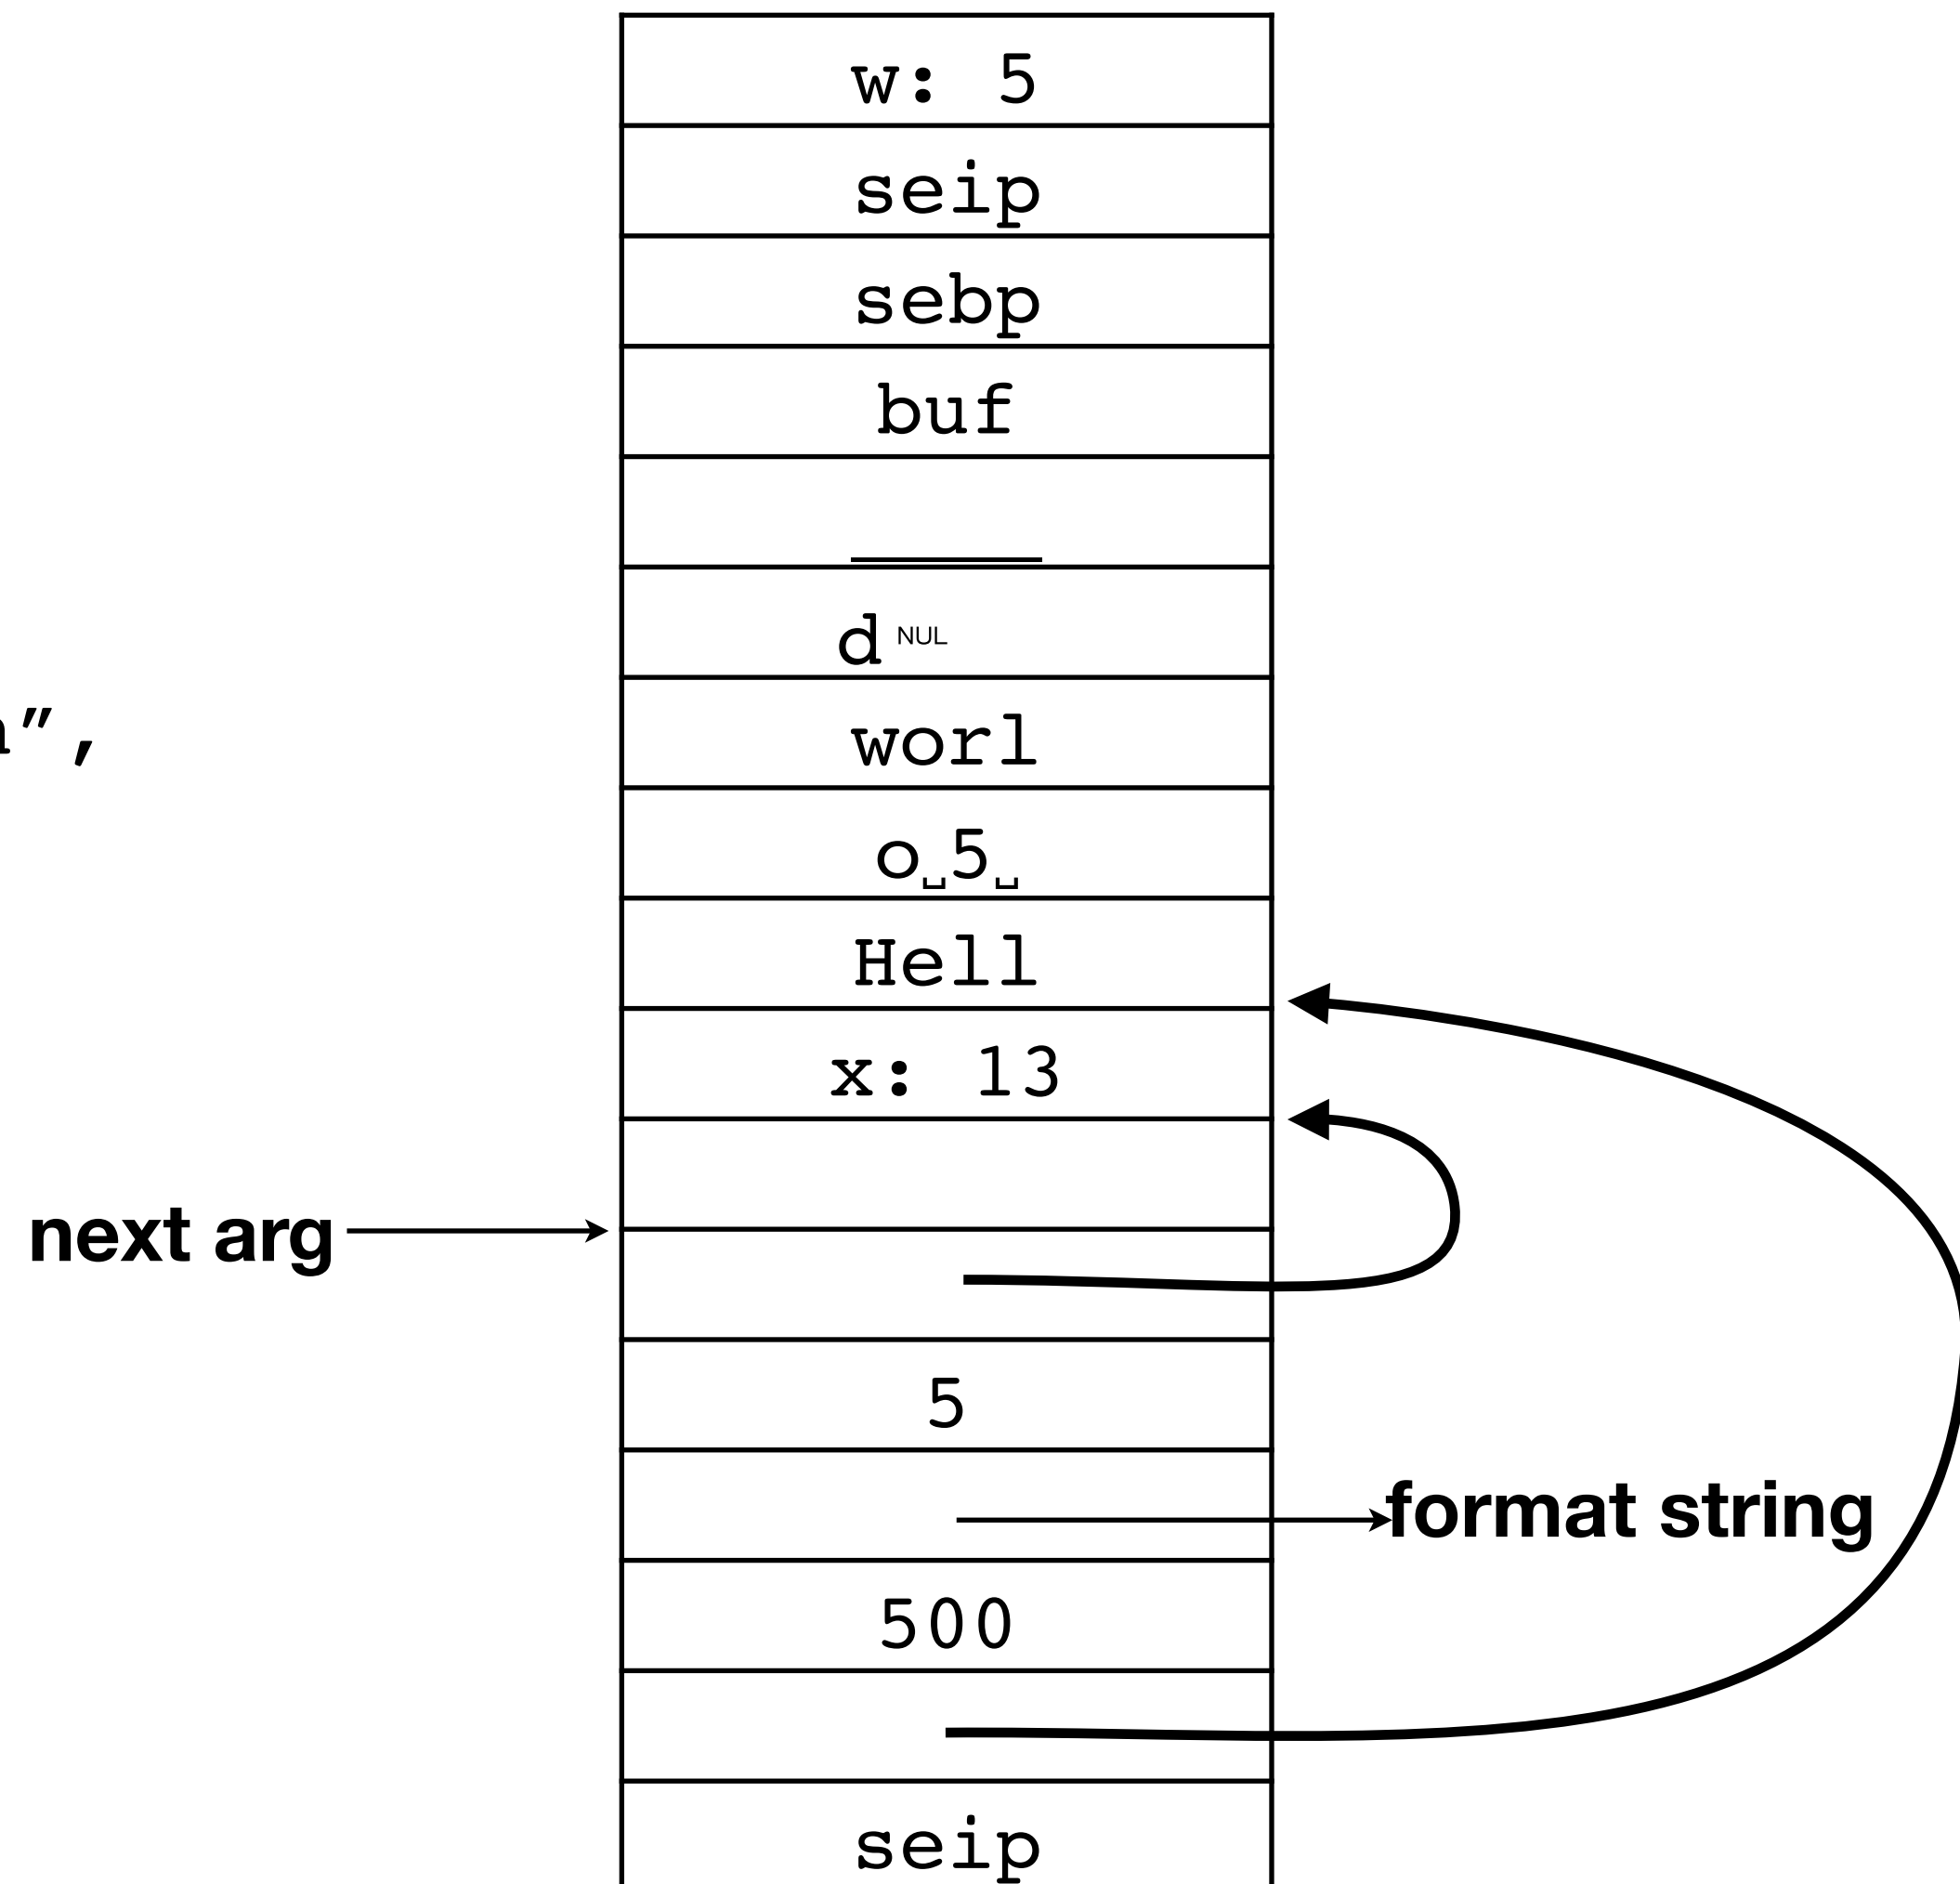 w: 5
seip
sebp
buf
d NUL
”,
worl
o␣5␣
Hell
x: 13
next arg
5
format string
500
seip